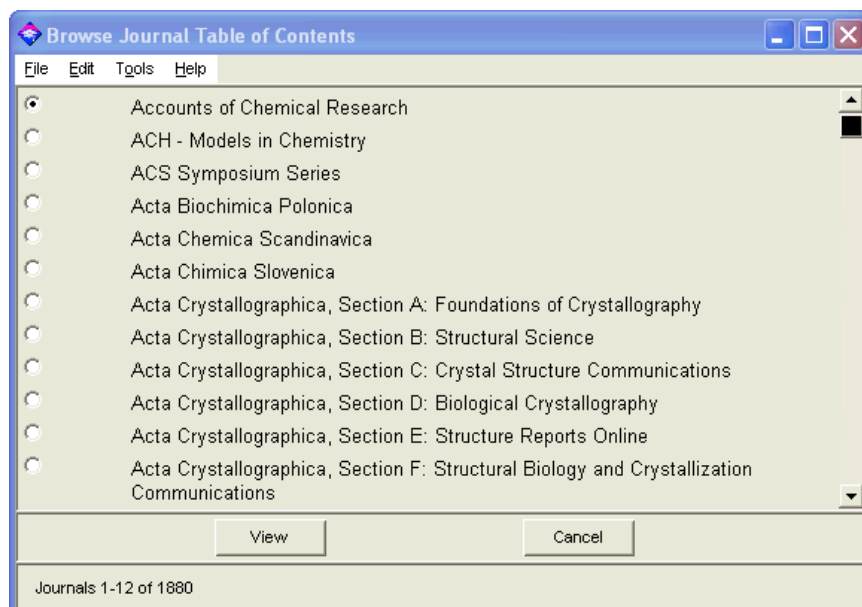 Browse Journal Table of Contents
File Edit Tools Help
Accounts of Chemical Research
ACH - Models in Chemistry
ACS Symposium Series
Acta Biochimica Polonica
Acta Chemica Scandinavica
Acta Chimica Slovenica
Acta Crystallographica, Section A: Foundations of Crystallography
Acta Crystallographica, Section B: Structural Science
Acta Crystallographica, Section C: Crystal Structure Communications
Acta Crystallographica, Section D: Biological Crystallography
Acta Crystallographica, Section E: Structure Reports Online
Acta Crystallographica, Section F: Structural Biology and Crystallization
Communications
View Cancel
Journals 1-12 of 1880